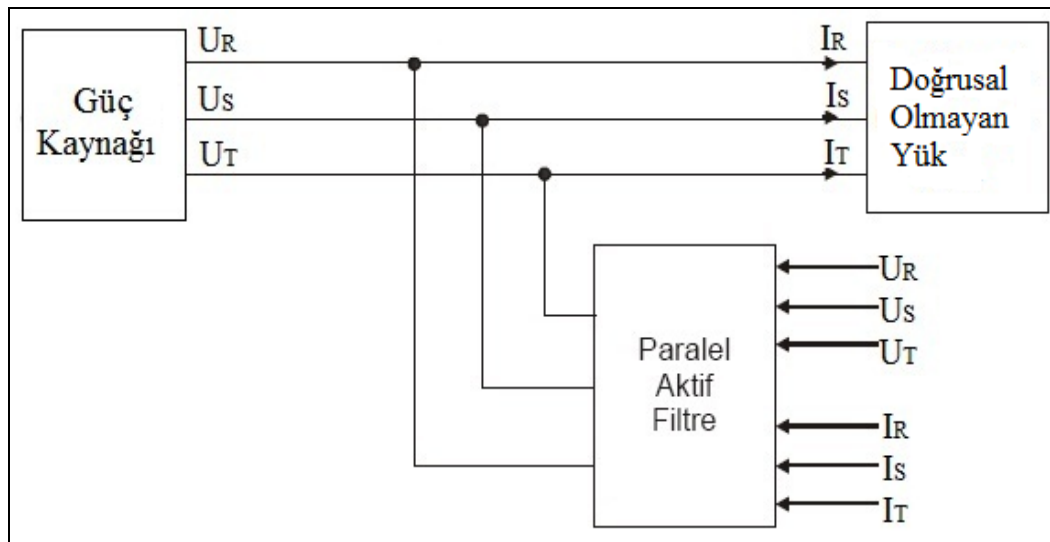 Güç
Kaynağı
UR
US
UT
IR
IS
IT
Doğrusal
Olmayan
Yük
Paralel
Aktif
Filtre
UR
US
UT
IR
IS
IT